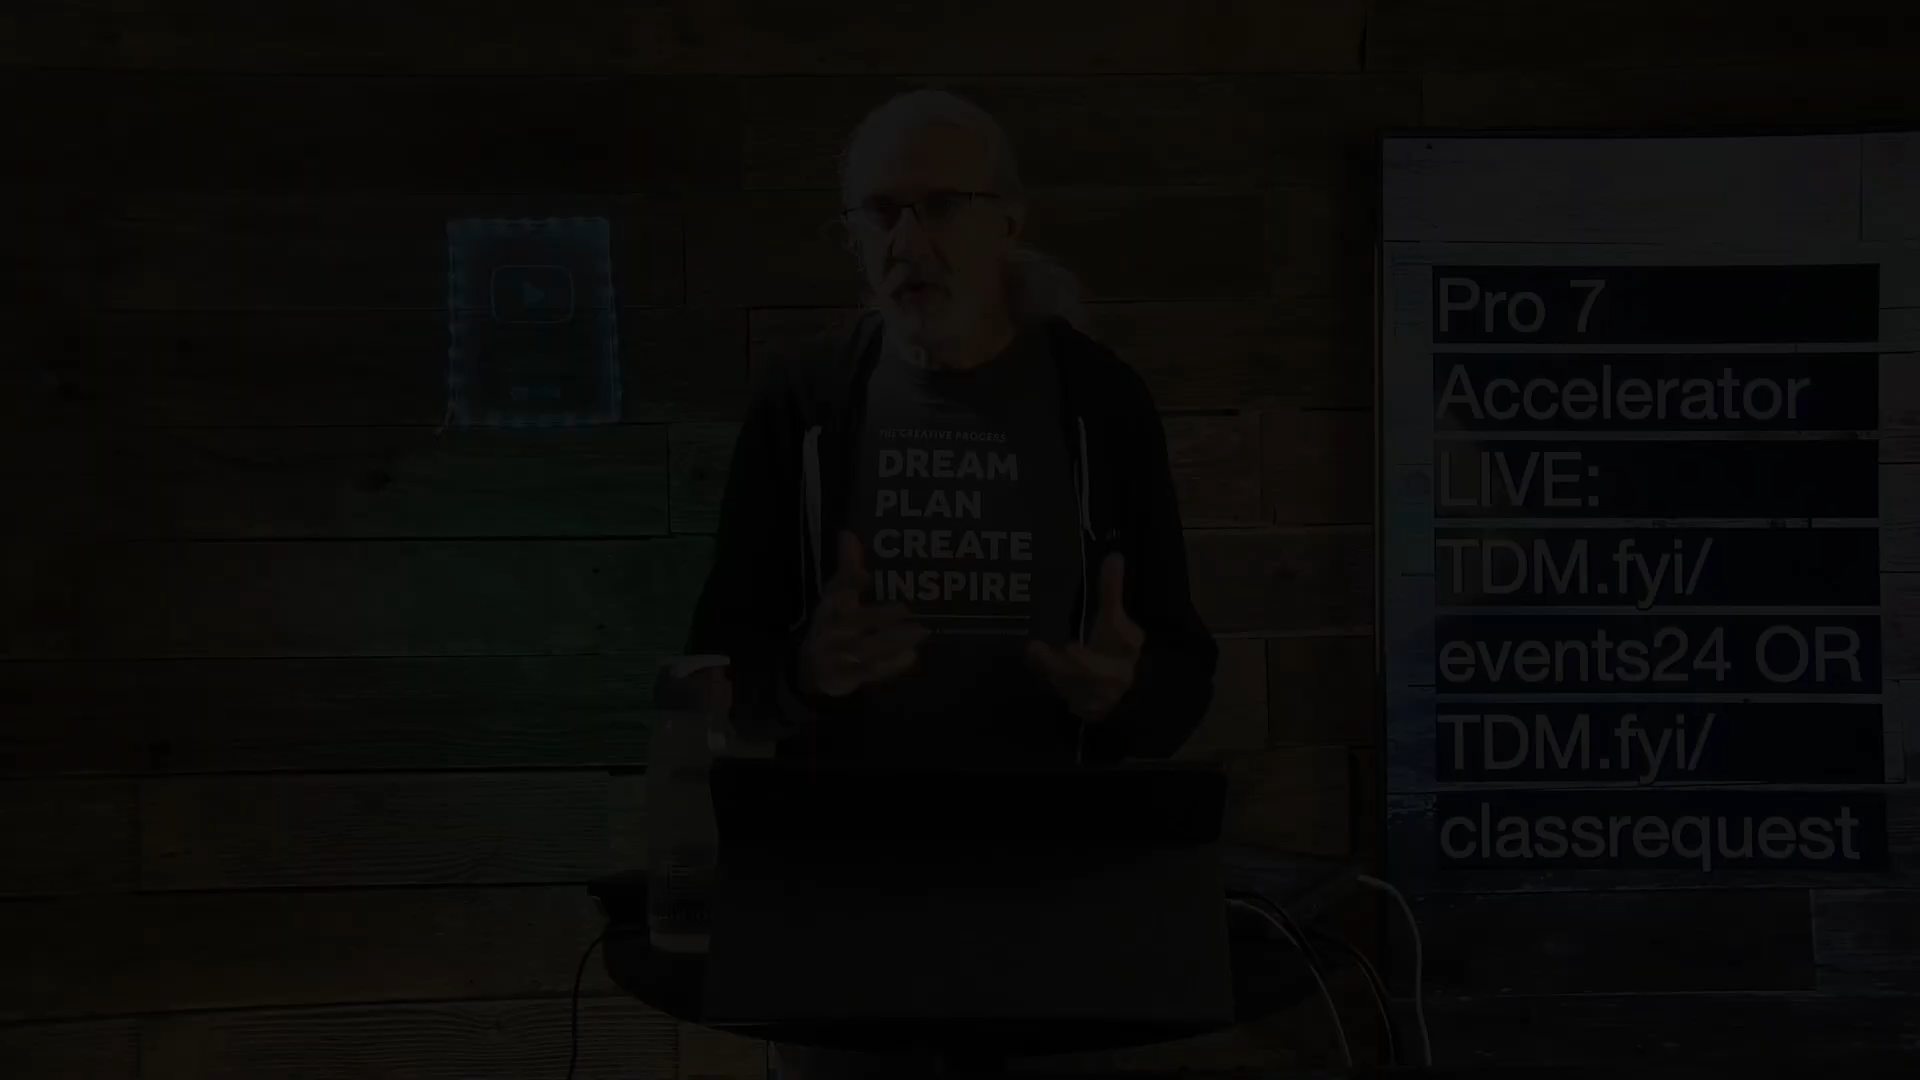 THE CREATIVE PROCESS
DREAM
PLAN
CREATE
INSPIRE
Pro 7
Accelerator
LIVE:
TDM.fyi/
events24 OR
TDM.fyi/
classrequest